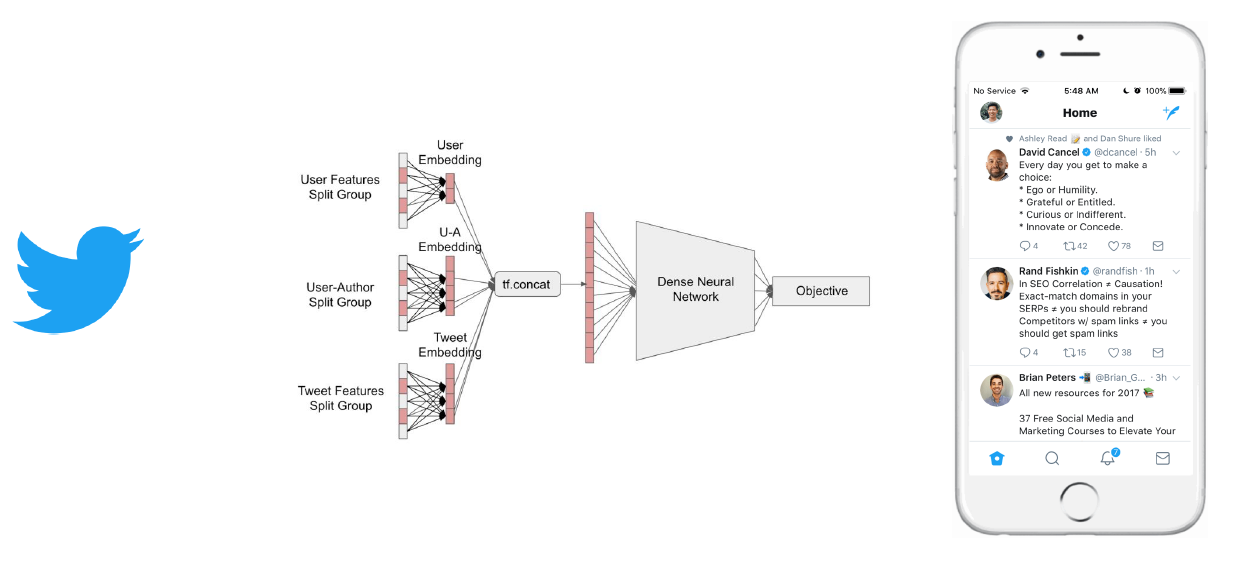 User
Embedding
User Features
Split Group
U-A
Embedding
User-Author
Split Group
Tweet
Embedding
Tweet Features
Split Group
tf.concat
Dense Neural
Network
Objective
No Service 5:48 AM 100%
Home
Ashley Read 📝 and Dan Shure liked
David Cancel @dcancel · 5h
Every day you get to make a
choice:
* Ego or Humility.
* Grateful or Entitled.
* Curious or Indifferent.
* Innovate or Concede.
4 42 78
Rand Fishkin @randfish · 1h
In SEO Correlation ≠ Causation!
Exact-match domains in your
SERPs ≠ you should rebrand
Competitors w/ spam links ≠ you
should get spam links
4 15 38
Brian Peters 📲 @Brian_G... · 3h
All new resources for 2017 📚
37 Free Social Media and
Marketing Courses to Elevate Your
7